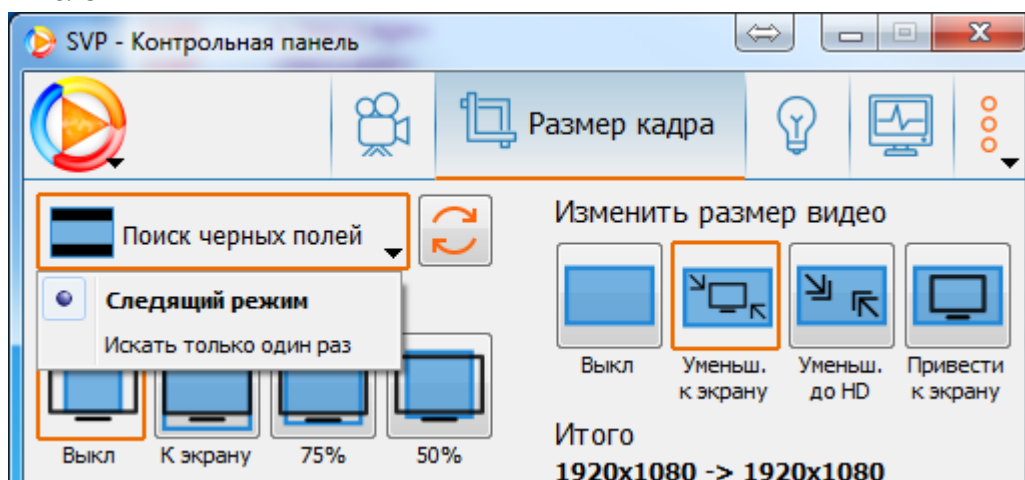 SVP - Контрольная панель
Размер кадра
Поиск черных полей
Следящий режим
Искать только один раз
Выкл
К экрану
75%
50%
Изменить размер видео
Выкл
Уменьш.
к экрану
Уменьш.
до HD
Привести
к экрану
Итого
1920x1080 -> 1920x1080